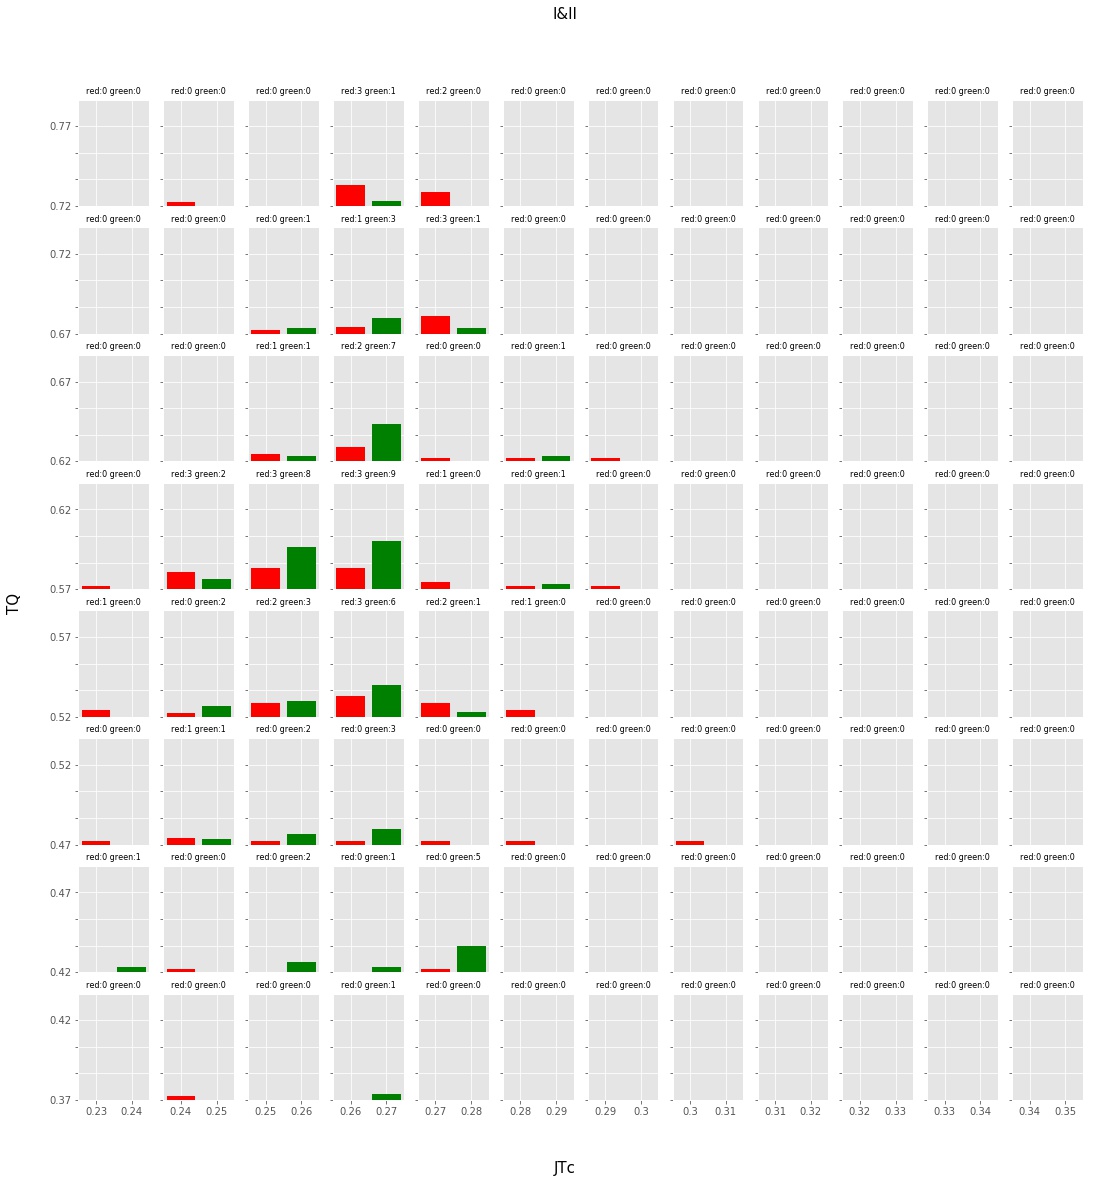 I&II
red:0 green:0 red:0 green:0 red:0 green:0 red:3 green:1 red:2 green:0 red:0 green:0 red:0 green:0 red:0 green:0 red:0 green:0 red:0 green:0 red:0 green:0 red:0 green:0
0.77
0.72
red:0 green:0 red:0 green:0 red:0 green:1 red:1 green:3 red:3 green:1 red:0 green:0 red:0 green:0 red:0 green:0 red:0 green:0 red:0 green:0 red:0 green:0 red:0 green:0
0.72
0.67
red:0 green:0 red:0 green:0 red:1 green:1 red:2 green:7 red:0 green:0 red:0 green:1 red:0 green:0 red:0 green:0 red:0 green:0 red:0 green:0 red:0 green:0 red:0 green:0
0.67
0.62
red:0 green:0 red:3 green:2 red:3 green:8 red:3 green:9 red:1 green:0 red:0 green:1 red:0 green:0 red:0 green:0 red:0 green:0 red:0 green:0 red:0 green:0 red:0 green:0
0.62
0.57
TQ
red:1 green:0 red:0 green:2 red:2 green:3 red:3 green:6 red:2 green:1 red:1 green:0 red:0 green:0 red:0 green:0 red:0 green:0 red:0 green:0 red:0 green:0 red:0 green:0
0.57
0.52
red:0 green:0 red:1 green:1 red:0 green:2 red:0 green:3 red:0 green:0 red:0 green:0 red:0 green:0 red:0 green:0 red:0 green:0 red:0 green:0 red:0 green:0 red:0 green:0
0.52
0.47
red:0 green:1 red:0 green:0 red:0 green:2 red:0 green:1 red:0 green:5 red:0 green:0 red:0 green:0 red:0 green:0 red:0 green:0 red:0 green:0 red:0 green:0 red:0 green:0
0.47
0.42
red:0 green:0 red:0 green:0 red:0 green:0 red:0 green:1 red:0 green:0 red:0 green:0 red:0 green:0 red:0 green:0 red:0 green:0 red:0 green:0 red:0 green:0 red:0 green:0
0.42
0.37
0.23 0.24 0.24 0.25 0.25 0.26 0.26 0.27 0.27 0.28 0.28 0.29 0.29 0.3 0.3 0.31 0.31 0.32 0.32 0.33 0.33 0.34 0.34 0.35
JTc